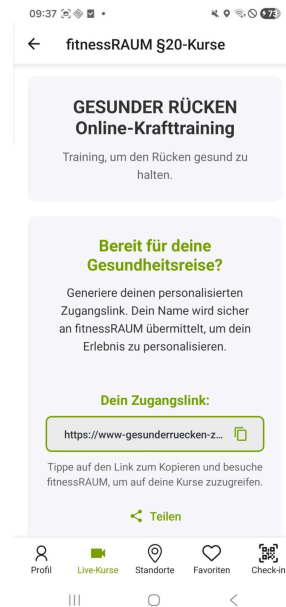 09:37
73
fitnessRAUM §20-Kurse
GESUNDER RÜCKEN
Online-Krafttraining
Training, um den Rücken gesund zu
halten.
Bereit für deine
Gesundheitsreise?
Generiere deinen personalisierten
Zugangslink. Dein Name wird sicher
an fitnessRAUM übermittelt, um dein
Erlebnis zu personalisieren.
Dein Zugangslink:
https://www-gesunderruecken-z...
Tippe auf den Link zum Kopieren und besuche
fitnessRAUM, um auf deine Kurse zuzugreifen.
Teilen
Profil Live-Kurse Standorte Favoriten Check-in